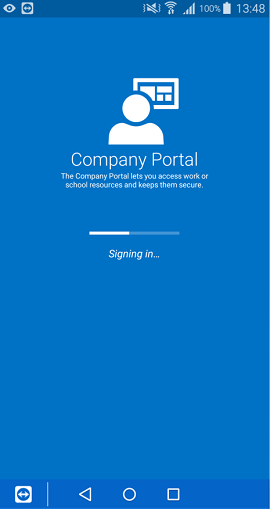 100% 13:48
Company Portal
The Company Portal lets you access work or
school resources and keeps them secure.
Signing in...